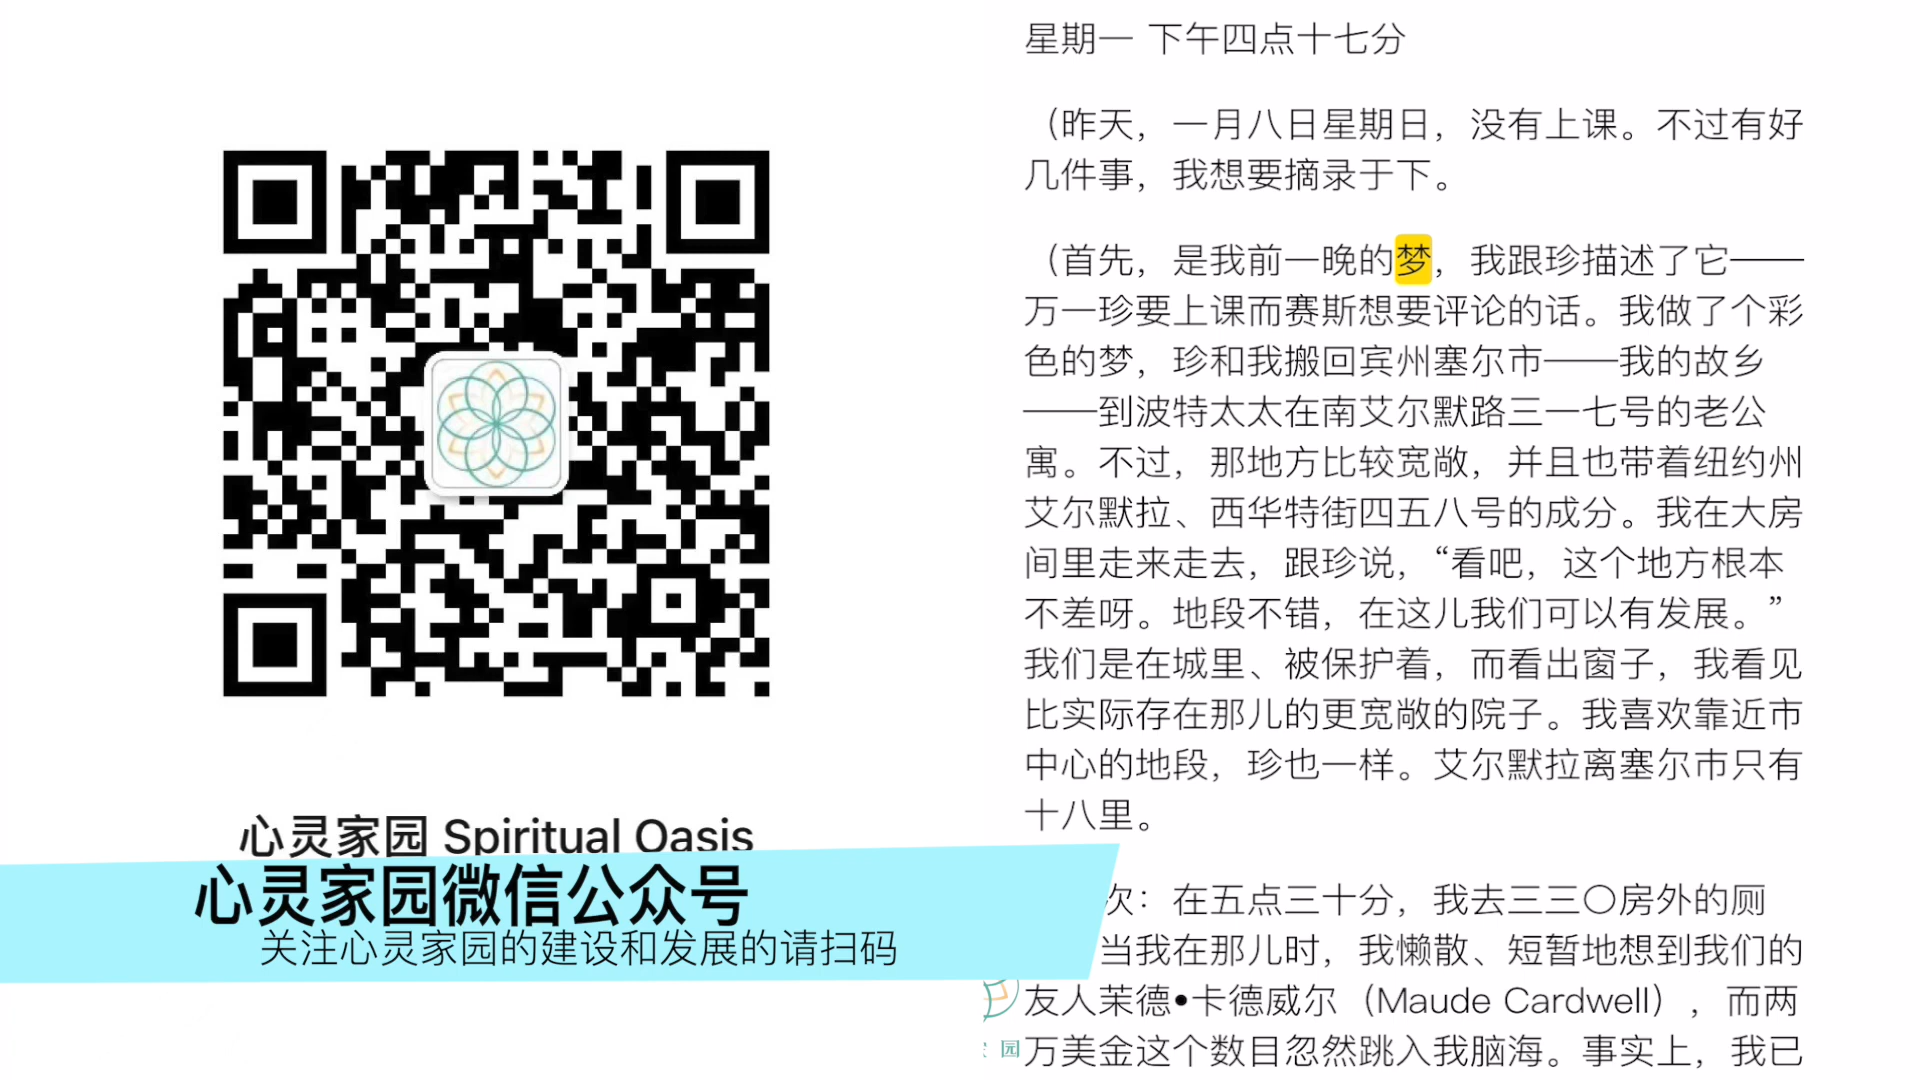 心灵家园 Spiritual Oasis
心灵家园微信公众号
关注心灵家园的建设和发展的请扫码
星期一 下午四点十七分
（昨天，一月八日星期日，没有上课。不过有好
几件事，我想要摘录于下。
（首先，是我前一晚的梦，我跟珍描述了它——
万一珍要上课而赛斯想要评论的话。我做了个彩
色的梦，珍和我搬回宾州塞尔市——我的故乡
——到波特太太在南艾尔默路三一七号的老公
寓。不过，那地方比较宽敞，并且也带着纽约州
艾尔默拉、西华特街四五八号的成分。我在大房
间里走来走去，跟珍说，“看吧，这个地方根本
不差呀。地段不错，在这儿我们可以有发展。”
我们是在城里、被保护着，而看出窗子，我看见
比实际存在那儿的更宽敞的院子。我喜欢靠近市
中心的地段，珍也一样。艾尔默拉离塞尔市只有
十八里。
次：在五点三十分，我去三三〇房外的厕
当我在那儿时，我懒散、短暂地想到我们的
友人茉德•卡德威尔（Maude Cardwell），而两
万美金这个数目忽然跳入我脑海。事实上，我已
园